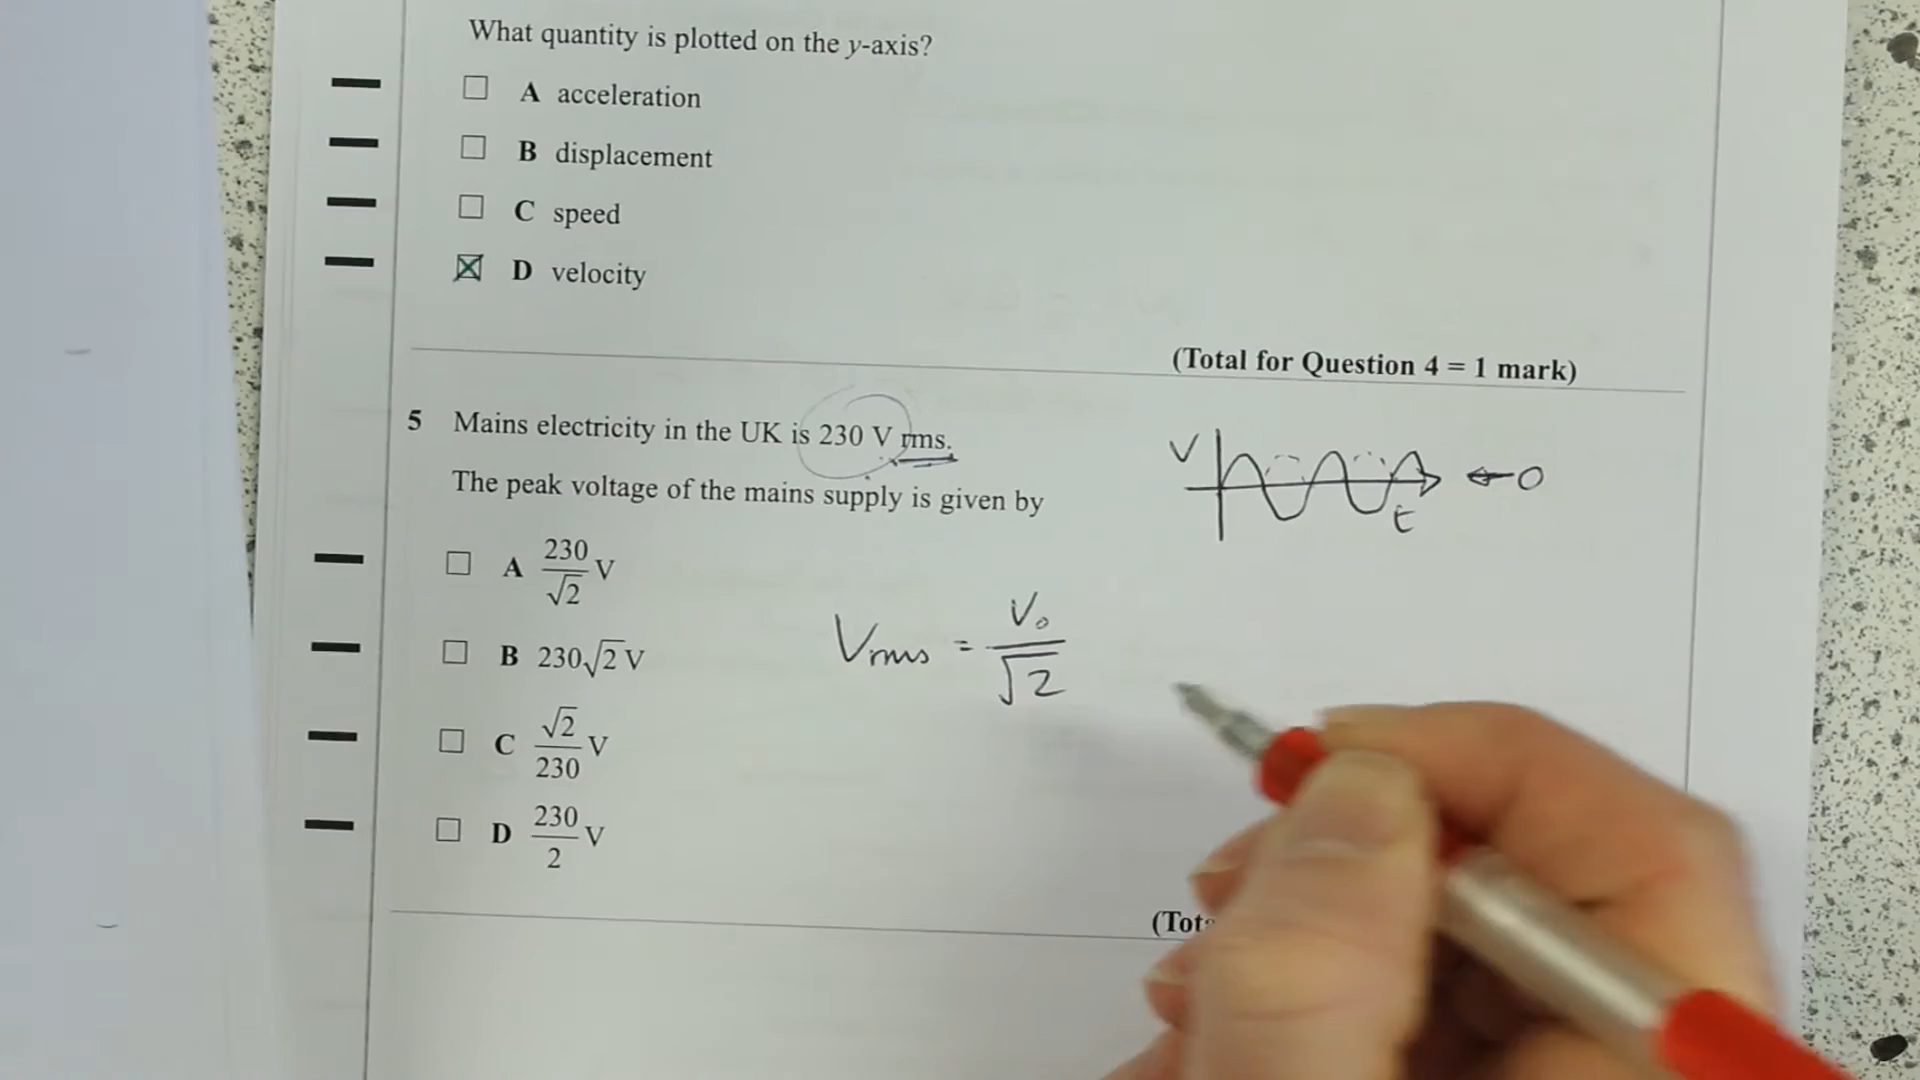 What quantity is plotted on the y-axis?
A acceleration
B displacement
C speed
D velocity
(Total for Question 4 = 1 mark)
5 Mains electricity in the UK is 230 V rms.
The peak voltage of the mains supply is given by
A 230/√2 V
B 230√2 V
C √2/230 V
D 230/2 V
V
t
←0
Vrms = V₀/√2